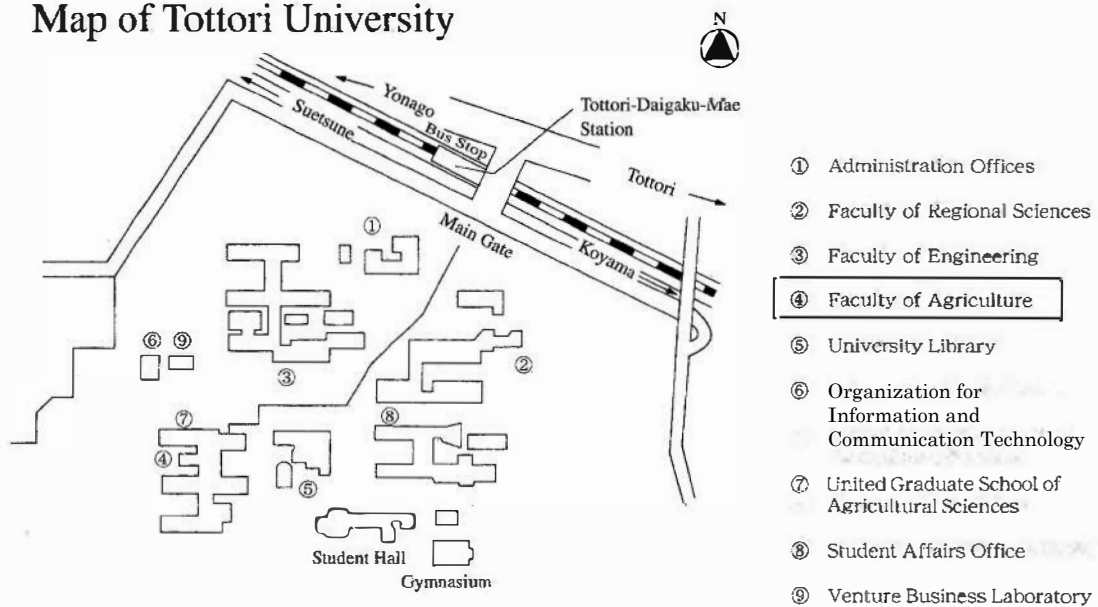 Map of Tottori University
N
Yonago
Suetsune
Bus Stop
Tottori-Daigaku-Mae
Station
Tottori
Main Gate
Koyama
①
②
③
④
⑤
⑥ ⑨
⑦
⑧
Student Hall
Gymnasium
① Administration Offices
② Faculty of Regional Sciences
③ Faculty of Engineering
④ Faculty of Agriculture
⑤ University Library
⑥ Organization for
Information and
Communication Technology
⑦ United Graduate School of
Agricultural Sciences
⑧ Student Affairs Office
⑨ Venture Business Laboratory